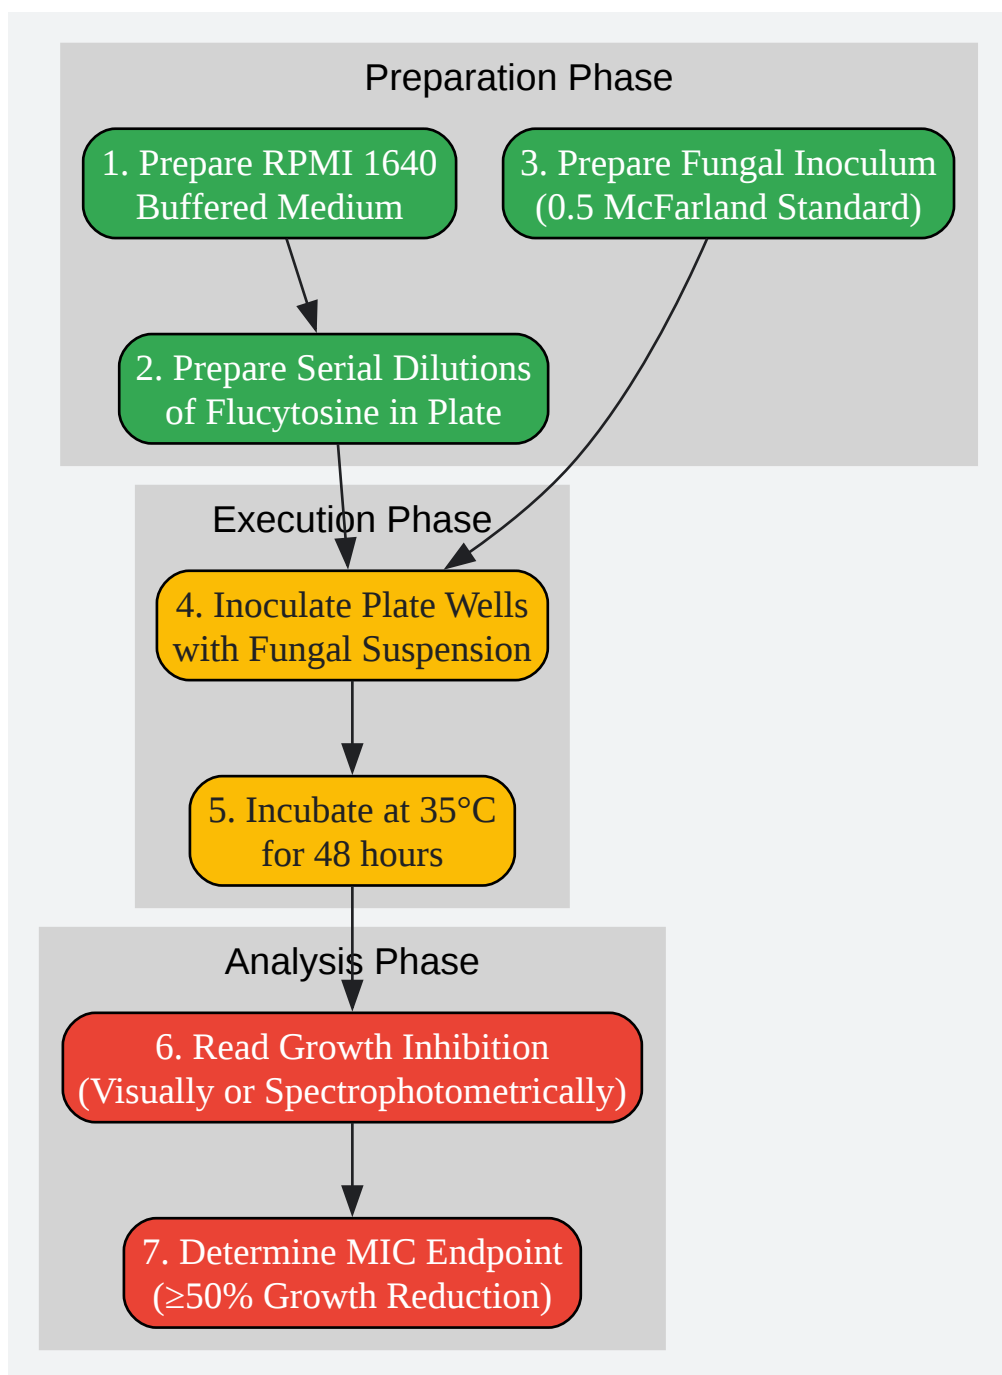 Preparation Phase
1. Prepare RPMI 1640
Buffered Medium
3. Prepare Fungal Inoculum
(0.5 McFarland Standard)
2. Prepare Serial Dilutions
of Flucytosine in Plate
Execution Phase
4. Inoculate Plate Wells
with Fungal Suspension
5. Incubate at 35°C
for 48 hours
Analysis Phase
6. Read Growth Inhibition
(Visually or Spectrophotometrically)
7. Determine MIC Endpoint
(≥50% Growth Reduction)